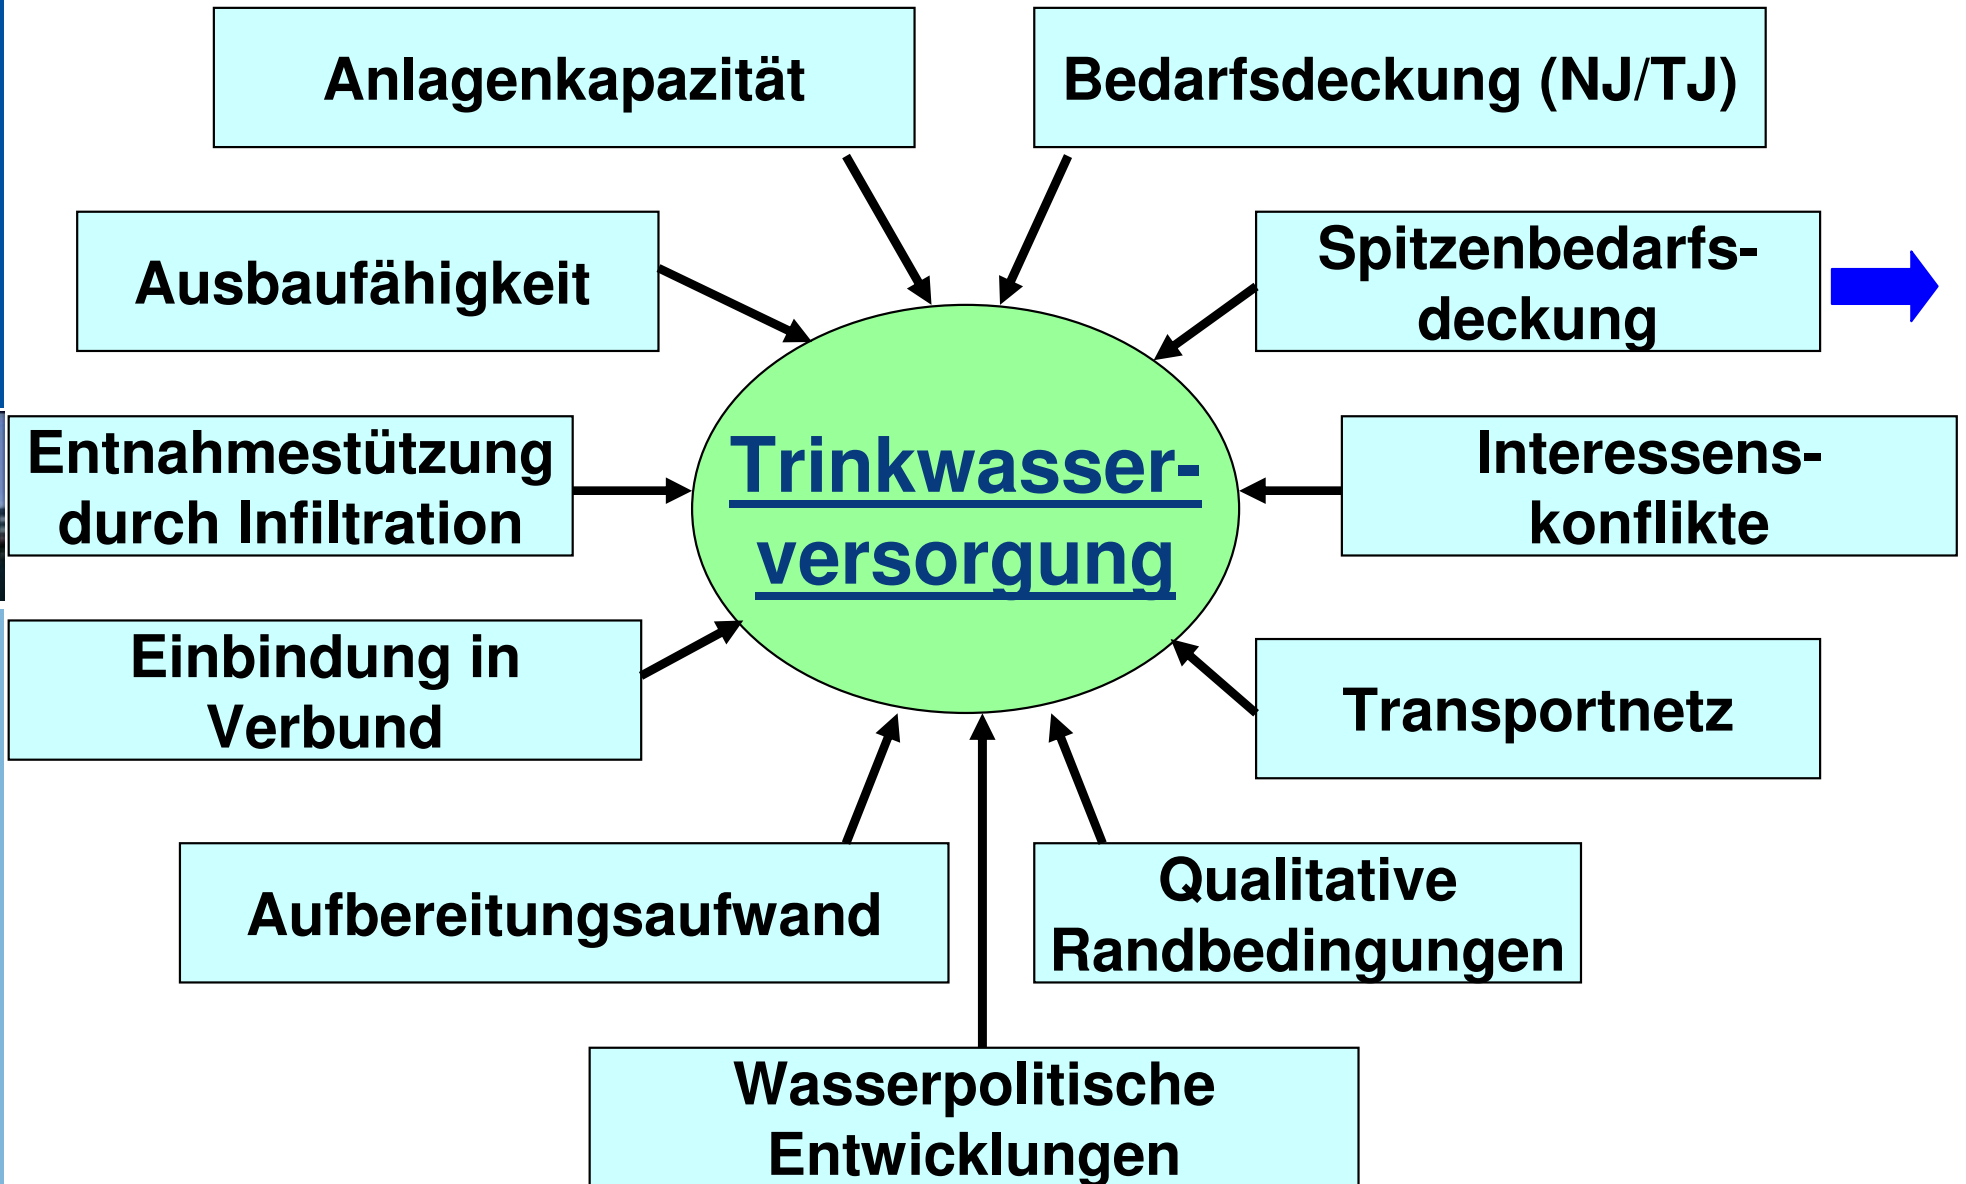 Anlagenkapazität
Bedarfsdeckung (NJ/TJ)
Ausbaufähigkeit
Spitzenbedarfs-
deckung
Entnahmestützung
durch Infiltration
Trinkwasser-
versorgung
Interessens-
konflikte
Einbindung in
Verbund
Transportnetz
Aufbereitungsaufwand
Qualitative
Randbedingungen
Wasserpolitische
Entwicklungen